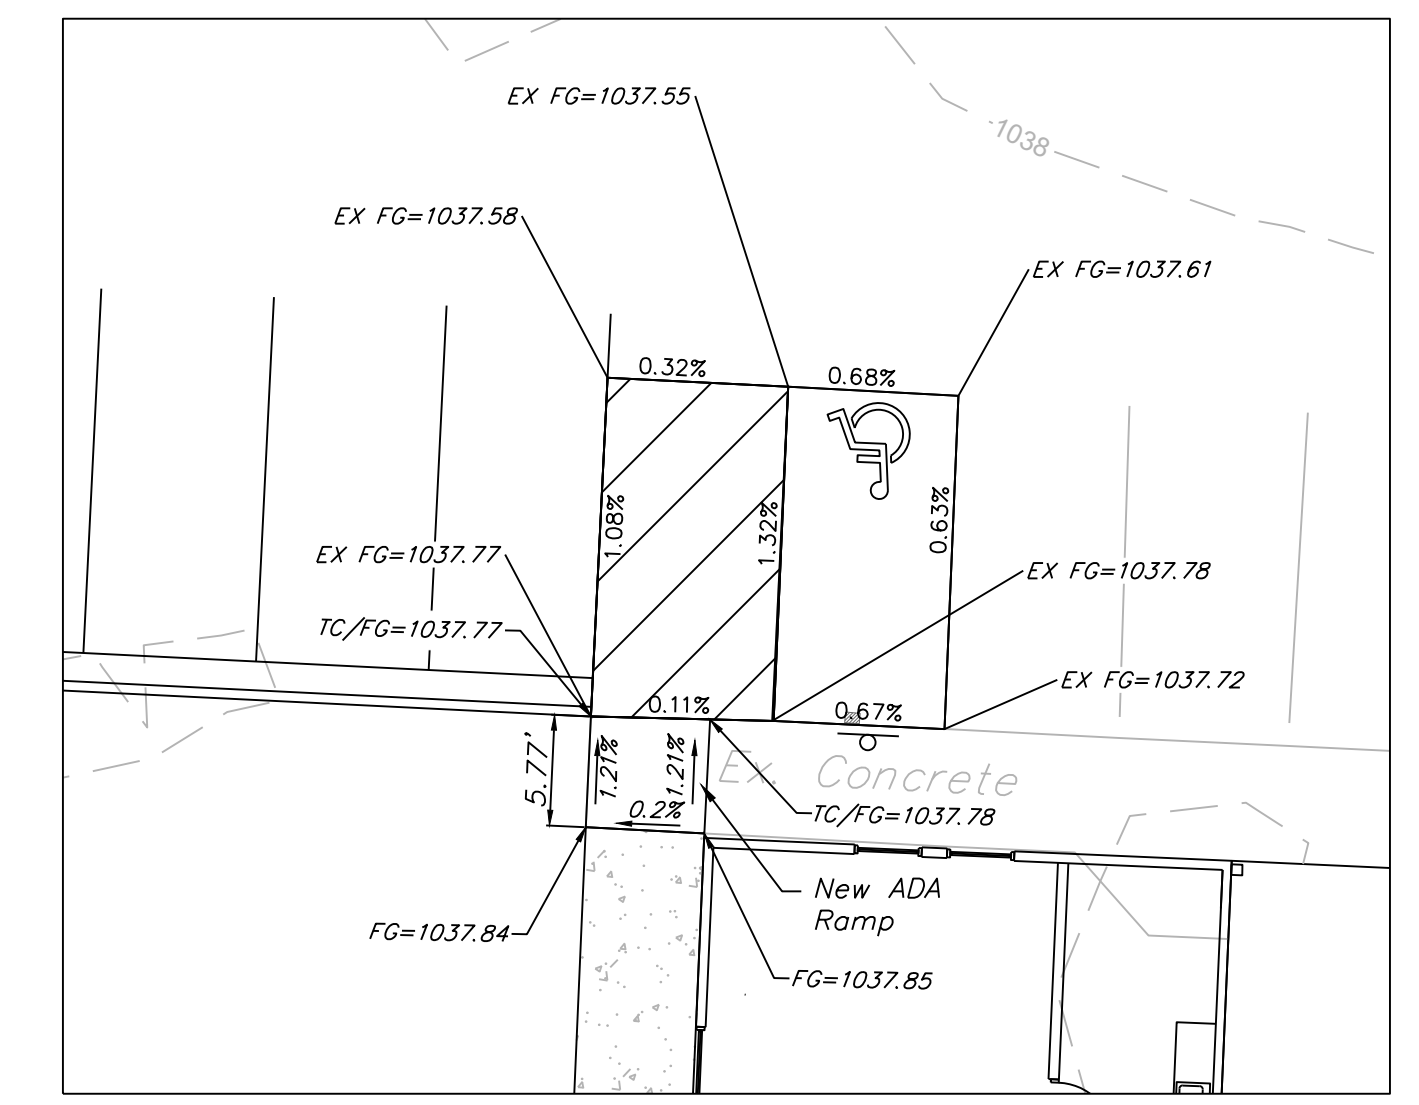 EX FG=1037.55
-1038
EX FG=1037.58
EX FG=1037.61
0.32%
0.68%
1.08%
1.32%
0.63%
EX FG=1037.77
EX FG=1037.78
TC/FG=1037.77
EX FG=1037.72
0.11%
0.67%
5.77'
1.21%
1.21%
Ex. Concrete
0.2%
TC/FG=1037.78
New ADA
Ramp
FG=1037.84
FG=1037.85